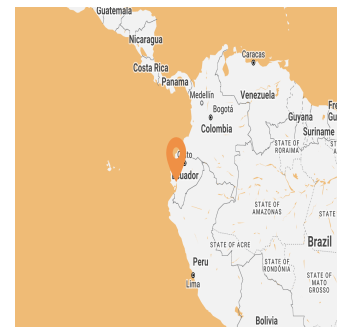 Guatemala
Nicaragua
Costa Rica
Panama
Caracas
Medellín
Venezuela
Bogotá
Colombia
Guyana
Suriname
STATE OF
RORAIMA
Ecuador
STATE OF
AMAZONAS
STATE
STATE OF ACRE
Brazil
STATE OF
RONDÔNIA
Peru
Lima
STATE OF
MATO
GROSSO
Bolivia